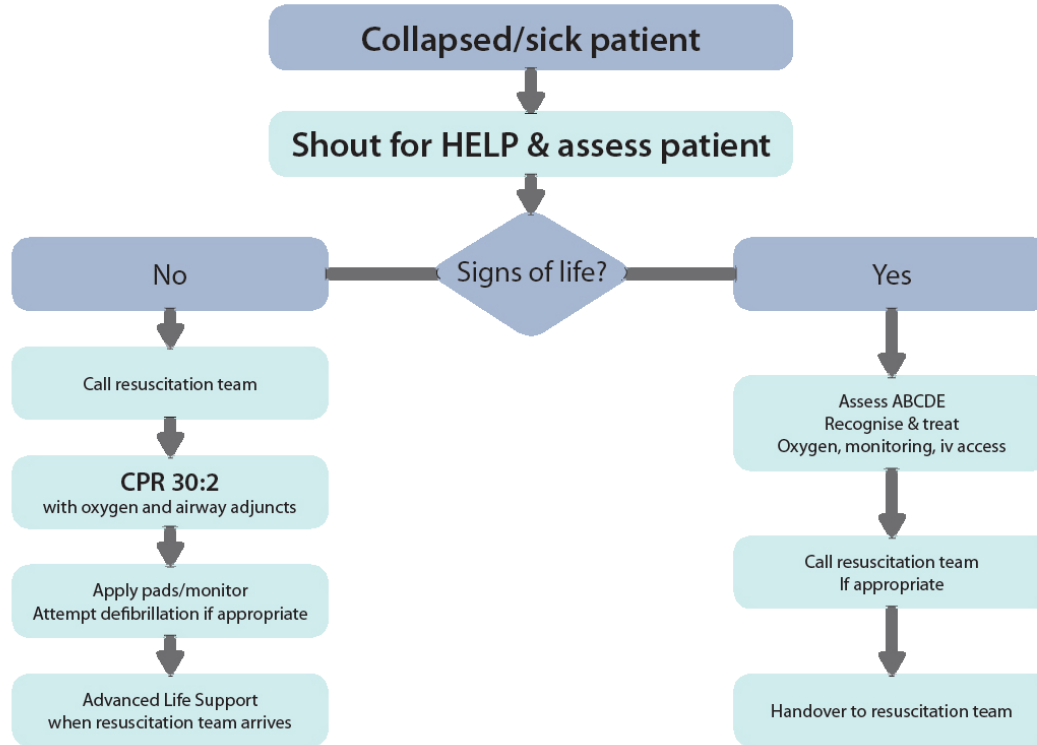 Collapsed/sick patient
Shout for HELP & assess patient
Signs of life?
No
Call resuscitation team
CPR 30:2
with oxygen and airway adjuncts
Apply pads/monitor
Attempt defibrillation if appropriate
Advanced Life Support
when resuscitation team arrives
Yes
Assess ABCDE
Recognise & treat
Oxygen, monitoring, iv access
Call resuscitation team
If appropriate
Handover to resuscitation team